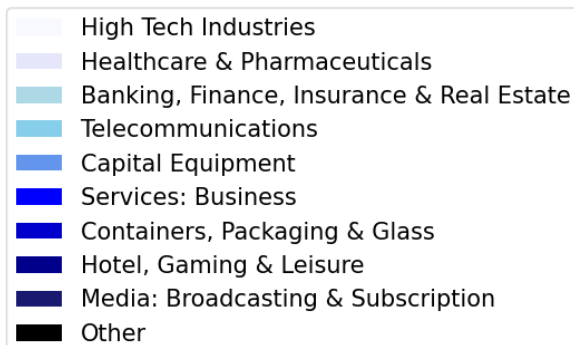 High Tech Industries
Healthcare & Pharmaceuticals
Banking, Finance, Insurance & Real Estate
Telecommunications
Capital Equipment
Services: Business
Containers, Packaging & Glass
Hotel, Gaming & Leisure
Media: Broadcasting & Subscription
Other